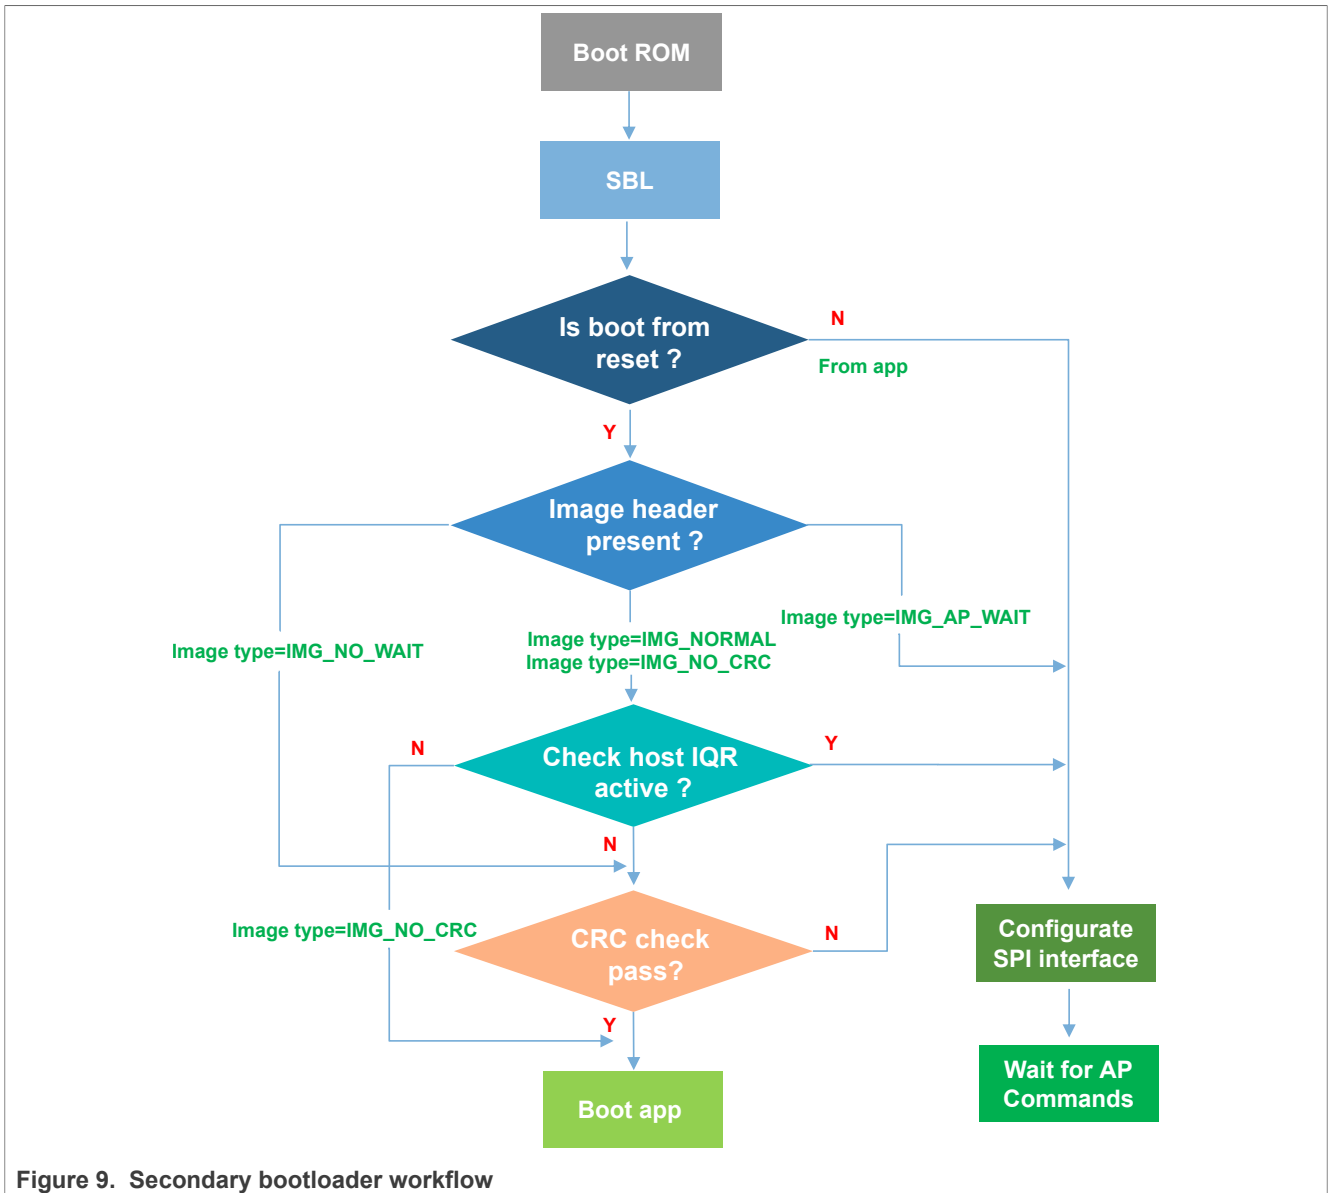 Boot ROM
SBL
Is boot from
reset ?
N
From app
Y
Image header
present ?
Image type=IMG_NO_WAIT
Image type=IMG_NORMAL
Image type=IMG_NO_CRC
Image type=IMG_AP_WAIT
N
Check host IQR
active ?
Y
N
Image type=IMG_NO_CRC
CRC check
pass?
N
Y
Configurate
SPI interface
Boot app
Wait for AP
Commands
Figure 9. Secondary bootloader workflow